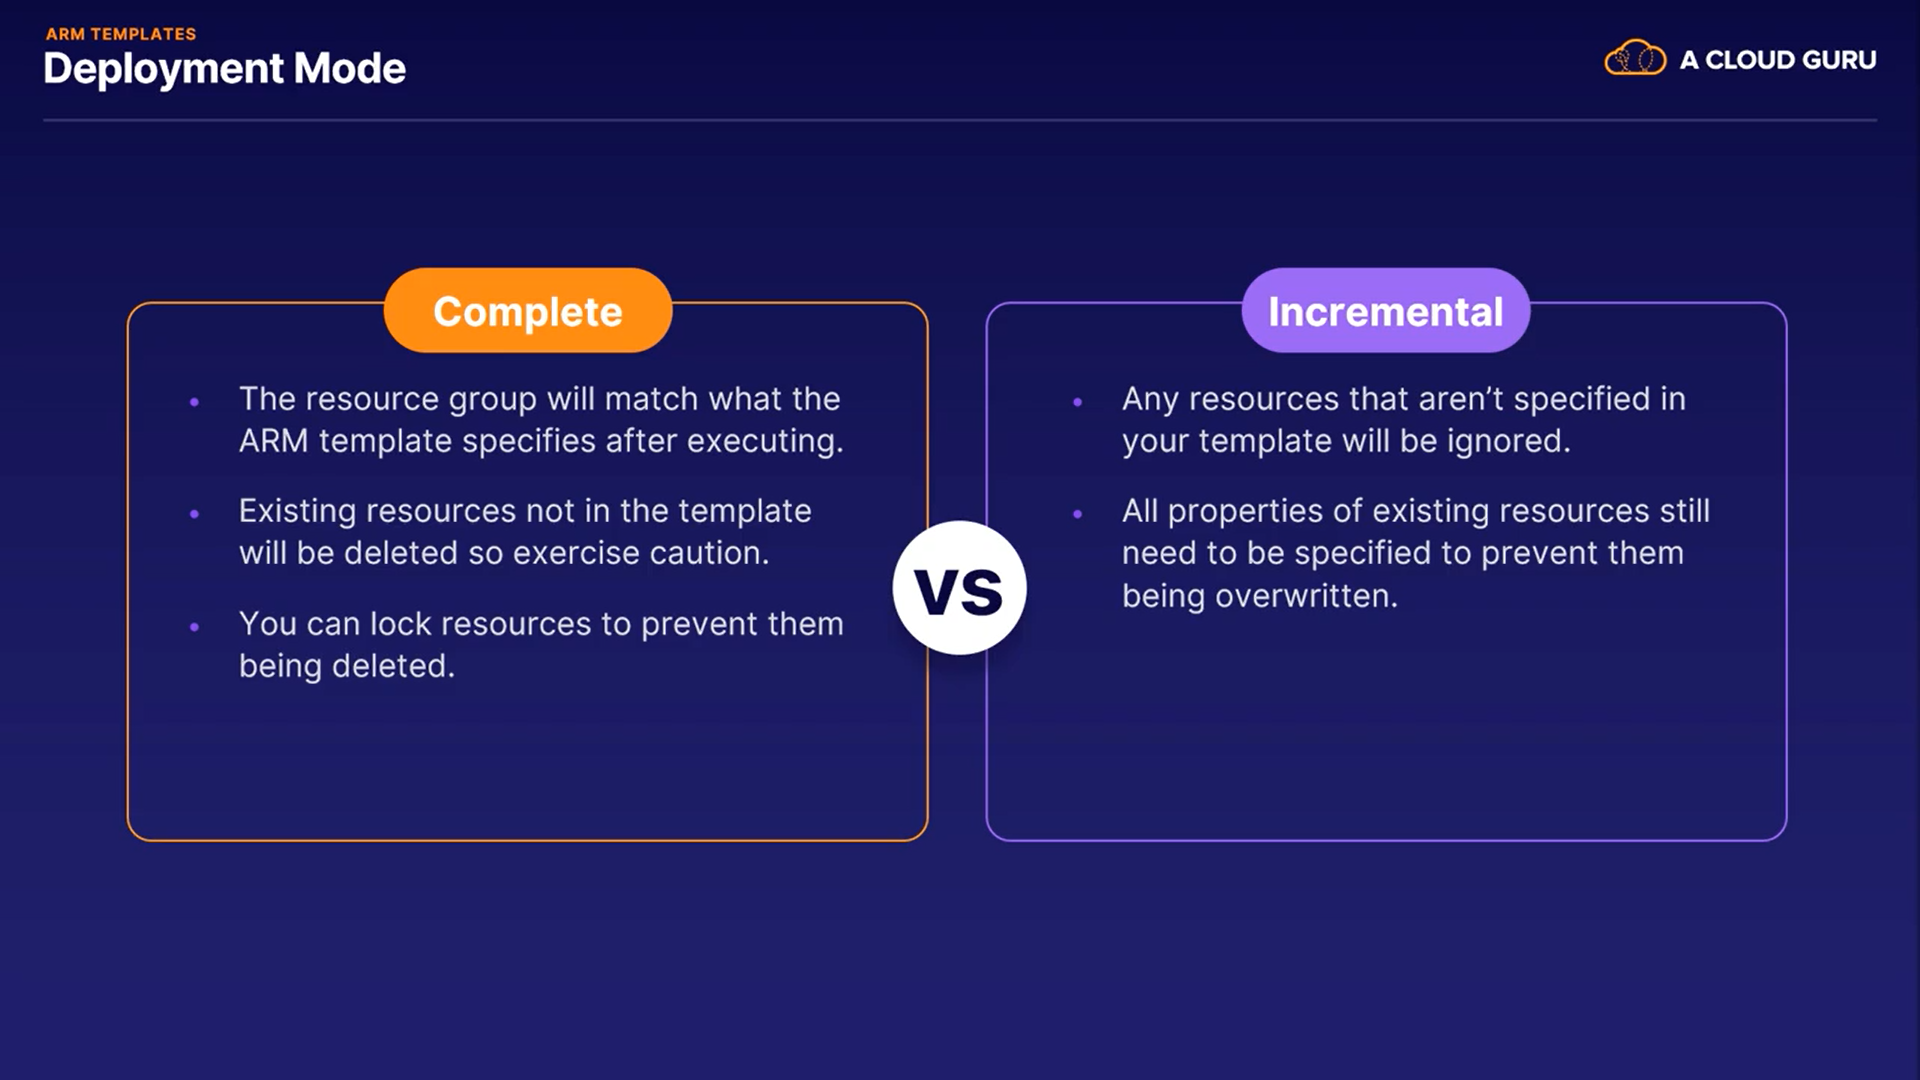 ARM TEMPLATES
Deployment Mode
A CLOUD GURU
Complete
• The resource group will match what the
ARM template specifies after executing.
• Existing resources not in the template
will be deleted so exercise caution.
• You can lock resources to prevent them
being deleted.
VS
Incremental
• Any resources that aren’t specified in
your template will be ignored.
• All properties of existing resources still
need to be specified to prevent them
being overwritten.